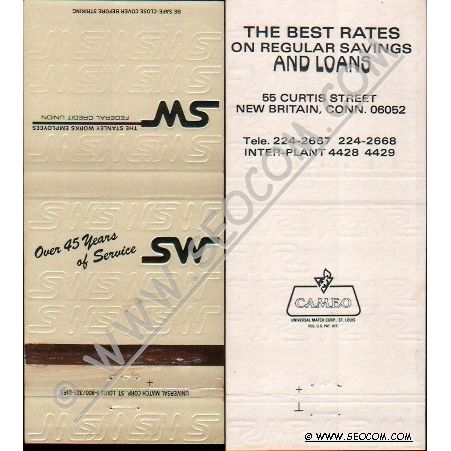 BE SAFE-CLOSE COVER BEFORE STRIKING
SW
THE STANLEY WORKS EMPLOYEES
FEDERAL CREDIT UNION
Over 45 Years
of Service
SW
UNIVERSAL MATCH CORP. ST. LOUIS
THE BEST RATES
ON REGULAR SAVINGS
AND LOANS
55 CURTIS STREET
NEW BRITAIN, CONN. 06052
Tele. 224-2667 224-2668
INTER-PLANT 4428 4429
CAMEO
UNIVERSAL MATCH CORP., ST. LOUIS
REG. U.S. PAT. OFF.
© WWW.SEOCOM.COM
© WWW.SEOCOM.COM
© WWW.SEOCOM.COM